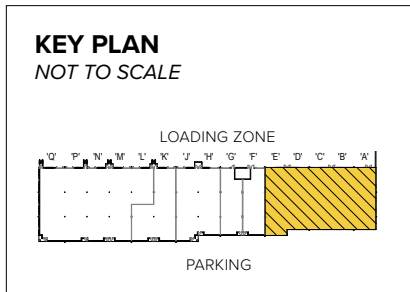 KEY PLAN
NOT TO SCALE
LOADING ZONE
'Q' 'P' 'N' 'M' 'L' 'K' 'J' 'H' 'G' 'F' 'E' 'D' 'C' 'B' 'A'
PARKING